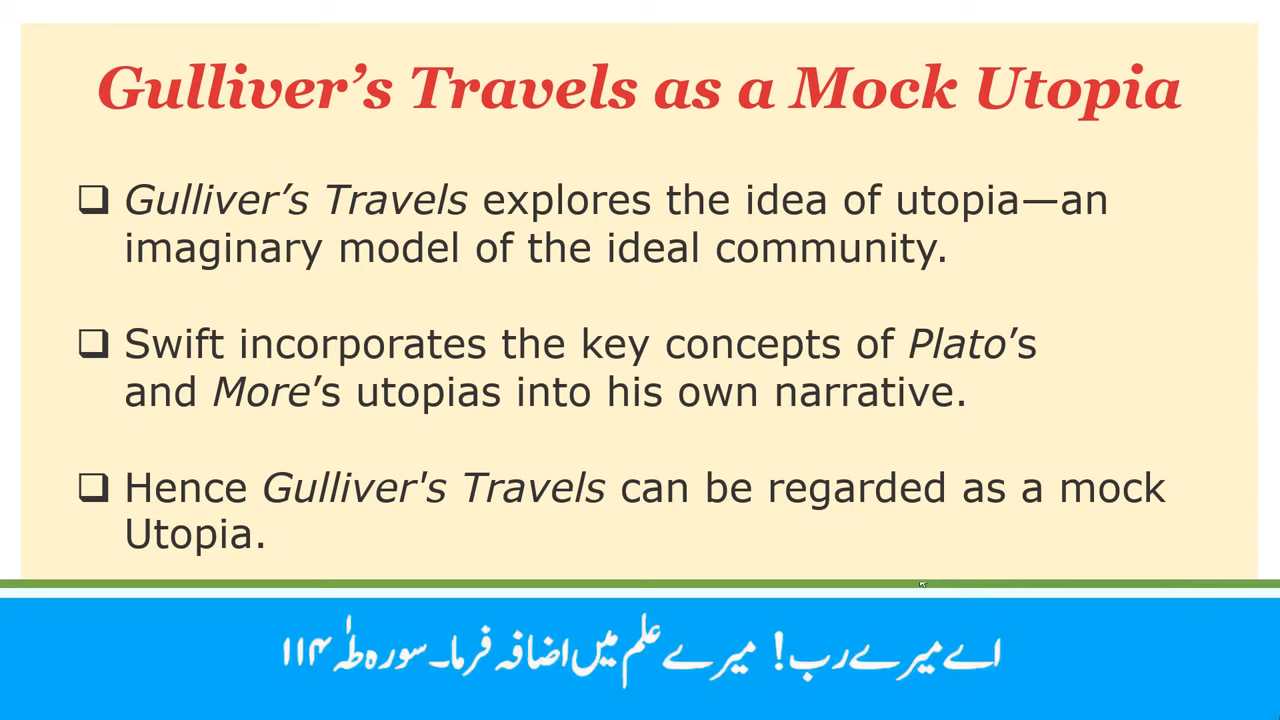 Gulliver’s Travels as a Mock Utopia
Gulliver’s Travels explores the idea of utopia—an
imaginary model of the ideal community.
Swift incorporates the key concepts of Plato’s
and More’s utopias into his own narrative.
Hence Gulliver's Travels can be regarded as a mock
Utopia.
اے میرے رب! میرے علم میں اضافہ فرما۔ سورہ طہٰ ۱۱۴